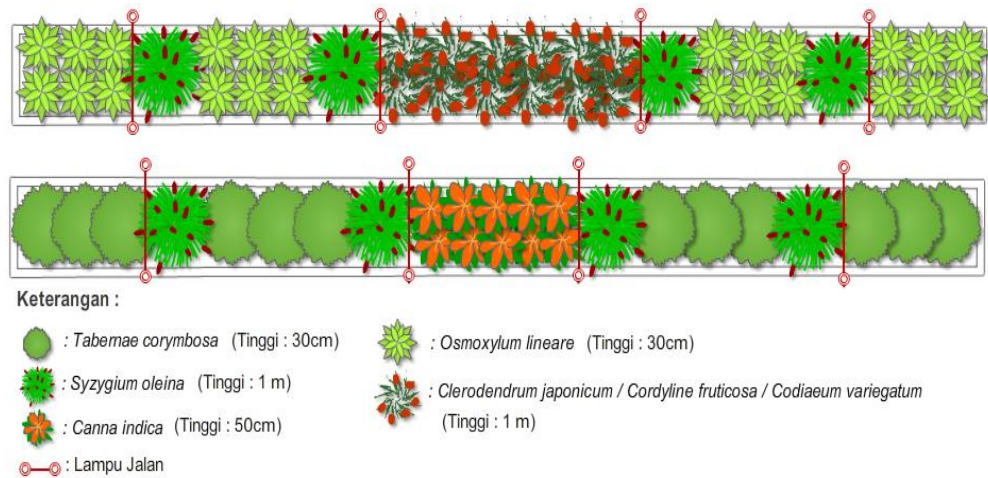 Keterangan :
: Tabernae corymbosa (Tinggi : 30cm)
: Syzygium oleina (Tinggi : 1 m)
: Canna indica (Tinggi : 50cm)
: Lampu Jalan
: Osmoxylum lineare (Tinggi : 30cm)
: Clerodendrum japonicum / Cordyline fruticosa / Codiaeum variegatum
(Tinggi : 1 m)